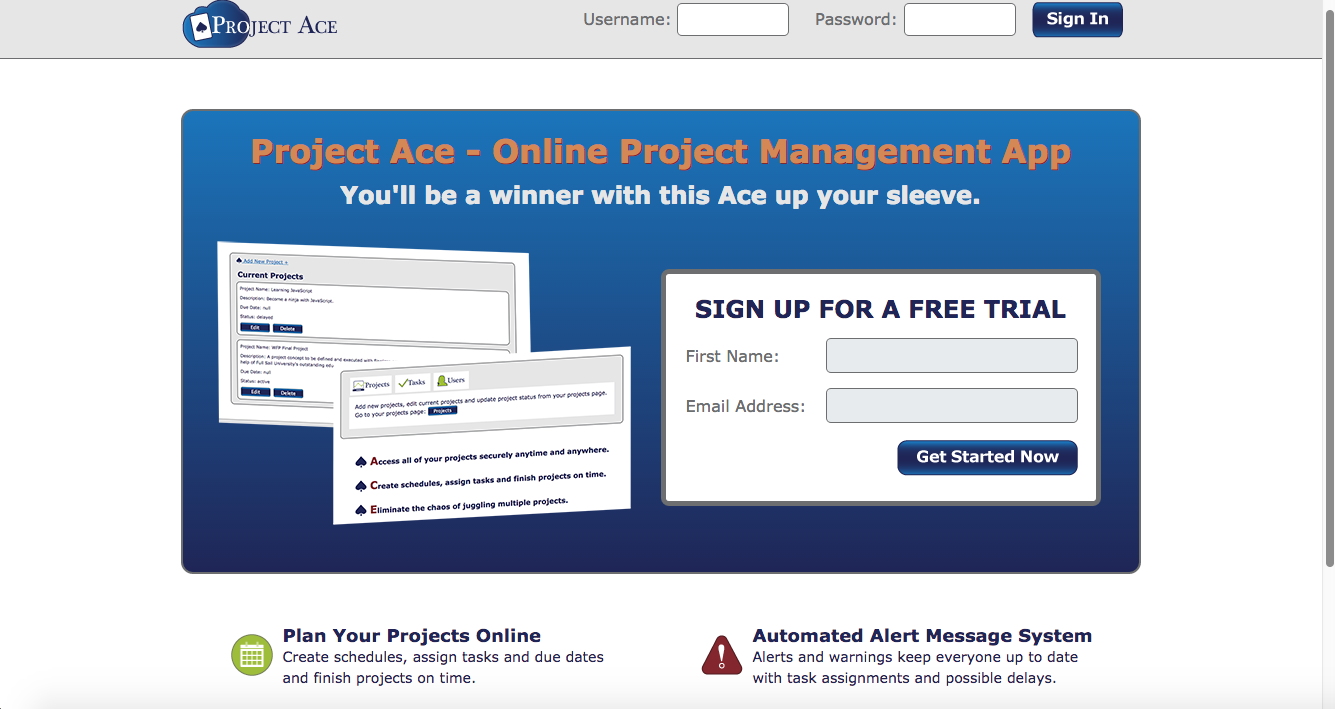 PROJECT ACE
Username:
Password:
Sign In
Project Ace - Online Project Management App
You'll be a winner with this Ace up your sleeve.
Add New Project +
Current Projects
Project Name: Learning JavaScript
Description: Become a ninja with JavaScript.
Due Date: null
Status: delayed
Edit Delete
Project Name: WFP Final Project
Description: A project concept to be defined and executed with
help of Full Sail University's outstanding edu
Due Date: null
Status: active
Edit Delete
Projects Tasks Users
Add new projects, edit current projects and update project status from your projects page.
Go to your projects page: Projects
Access all of your projects securely anytime and anywhere.
Create schedules, assign tasks and finish projects on time.
Eliminate the chaos of juggling multiple projects.
SIGN UP FOR A FREE TRIAL
First Name:
Email Address:
Get Started Now
Plan Your Projects Online
Create schedules, assign tasks and due dates
and finish projects on time.
Automated Alert Message System
Alerts and warnings keep everyone up to date
with task assignments and possible delays.